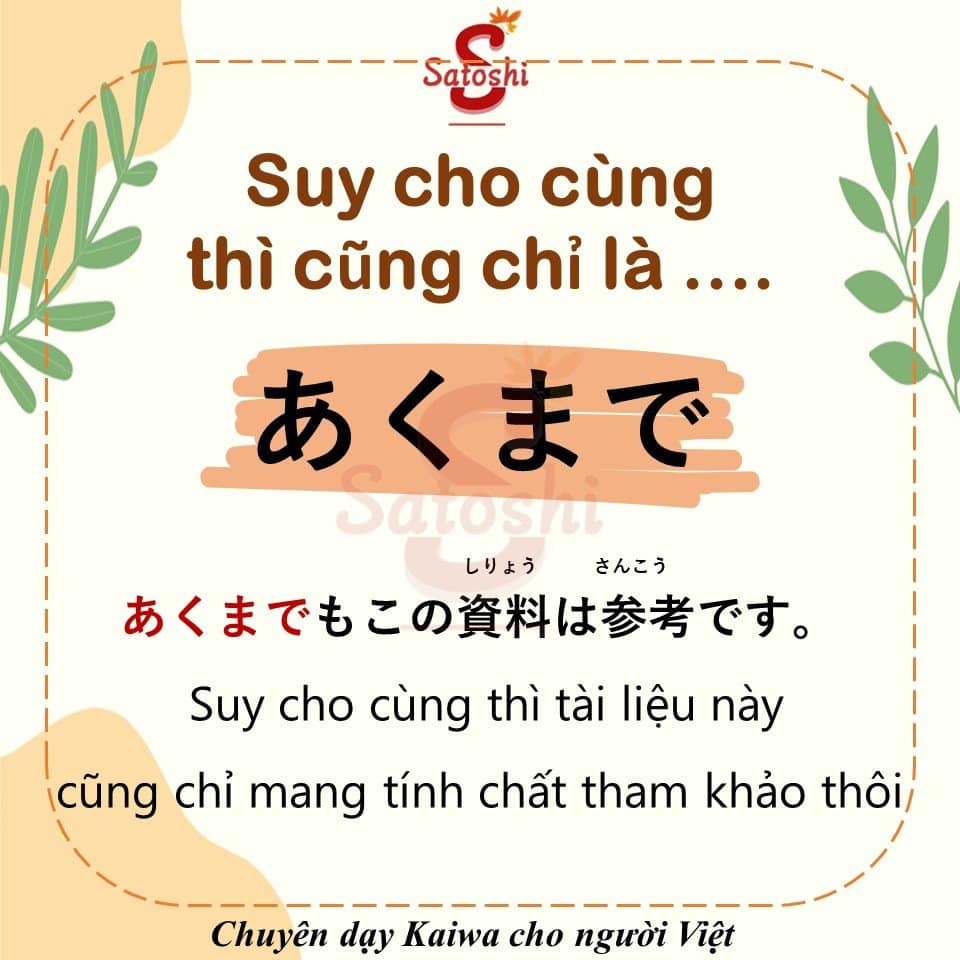 Satoshi
Suy cho cùng
thì cũng chỉ là ....
あくまで
Satoshi
しりょう さんこう
あくまでもこの資料は参考です。
Suy cho cùng thì tài liệu này
cũng chỉ mang tính chất tham khảo thôi
Chuyên dạy Kaiwa cho người Việt